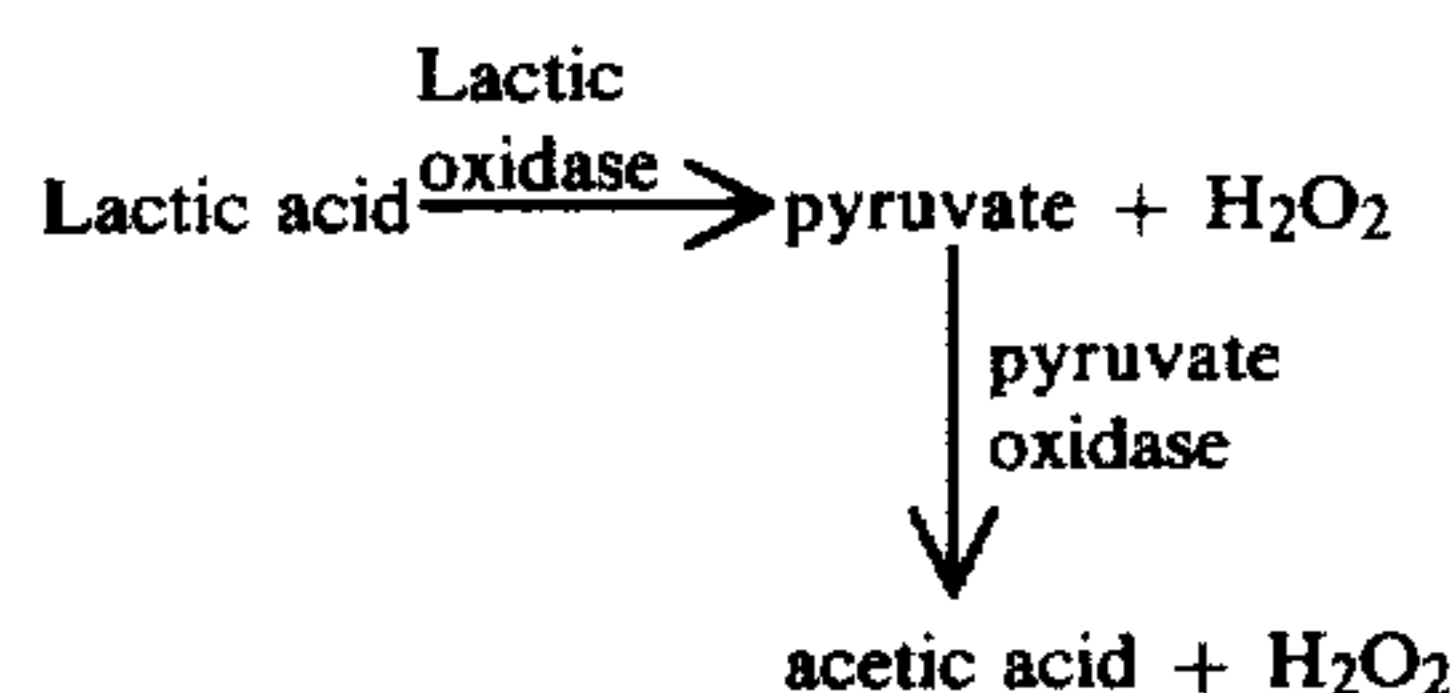 Lactic
oxidase
Lactic acid pyruvate + H₂O₂
pyruvate
oxidase
acetic acid + H₂O₂